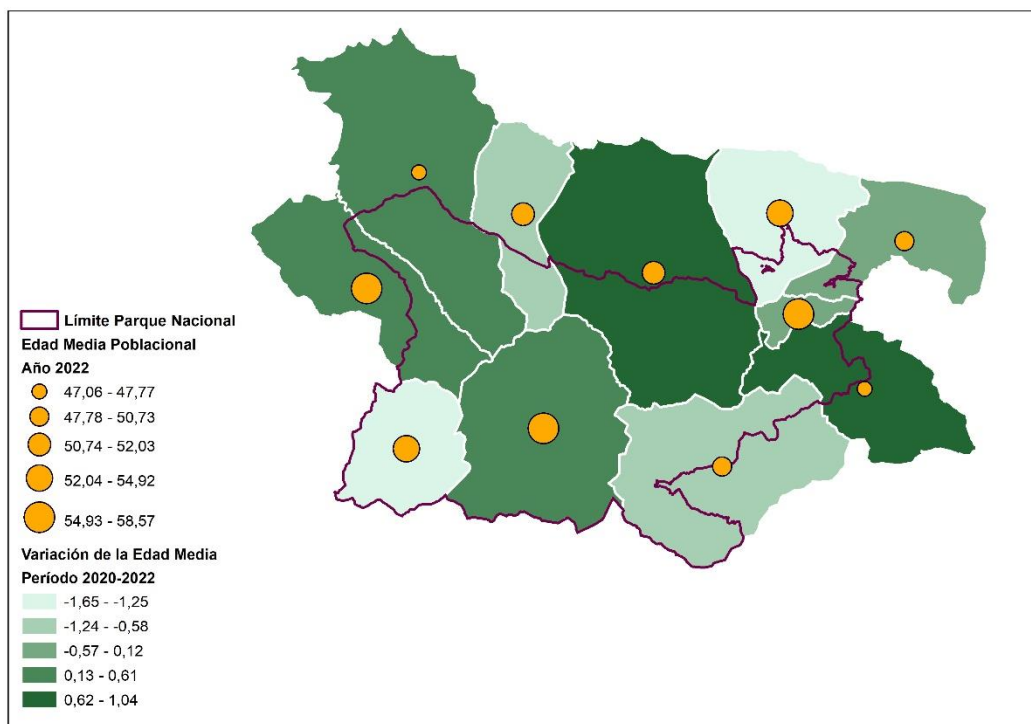 Límite Parque Nacional
Edad Media Poblacional
Año 2022
47,06 - 47,77
47,78 - 50,73
50,74 - 52,03
52,04 - 54,92
54,93 - 58,57
Variación de la Edad Media
Período 2020-2022
-1,65 - -1,25
-1,24 - -0,58
-0,57 - 0,12
0,13 - 0,61
0,62 - 1,04